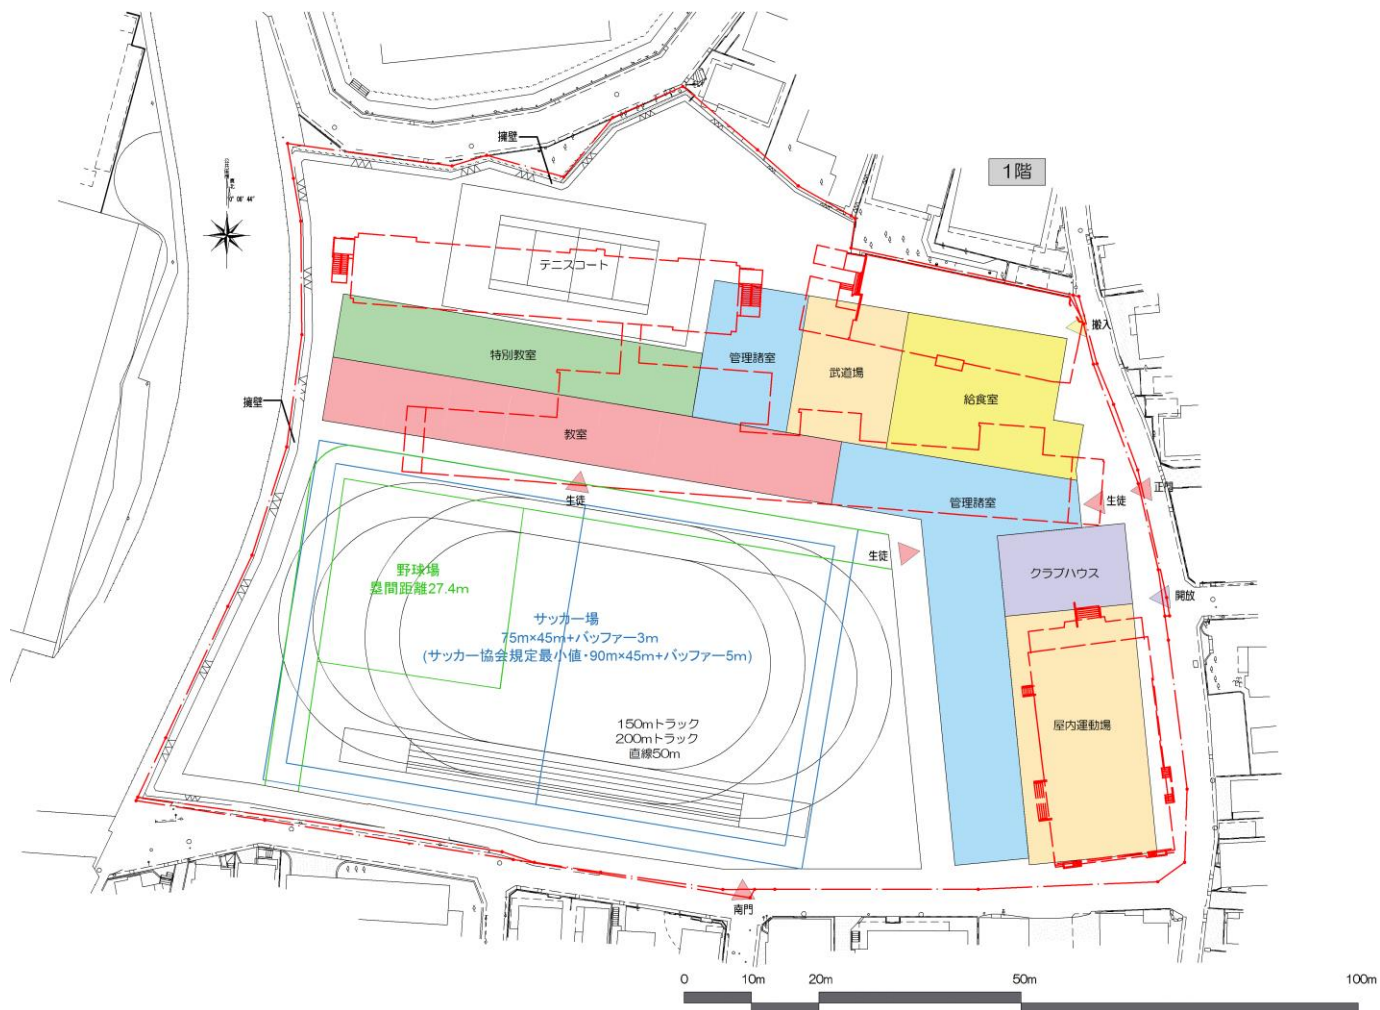 擁壁
1階
0° 08′ 44″
テニスコート
搬入
特別教室
管理諸室
武道場
給食室
擁壁
教室
生徒
管理諸室
生徒
正門
生徒
クラブハウス
開放
野球場
塁間距離27.4m
サッカー場
75m×45m+バッファー3m
(サッカー協会規定最小値・90m×45m+バッファー5m)
屋内運動場
150mトラック
200mトラック
直線50m
南門
0 10m 20m 50m 100m